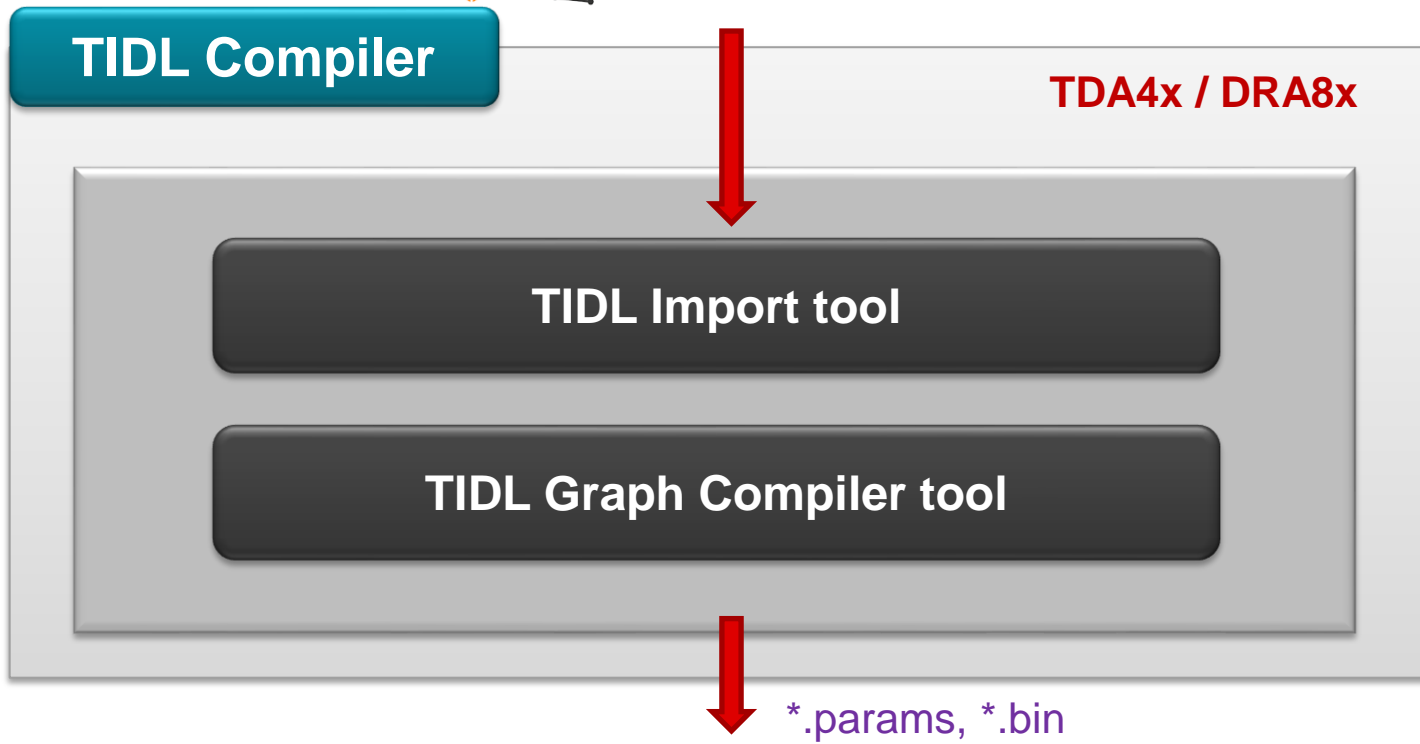 TIDL Compiler
TDA4x / DRA8x
TIDL Import tool
TIDL Graph Compiler tool
*.params, *.bin